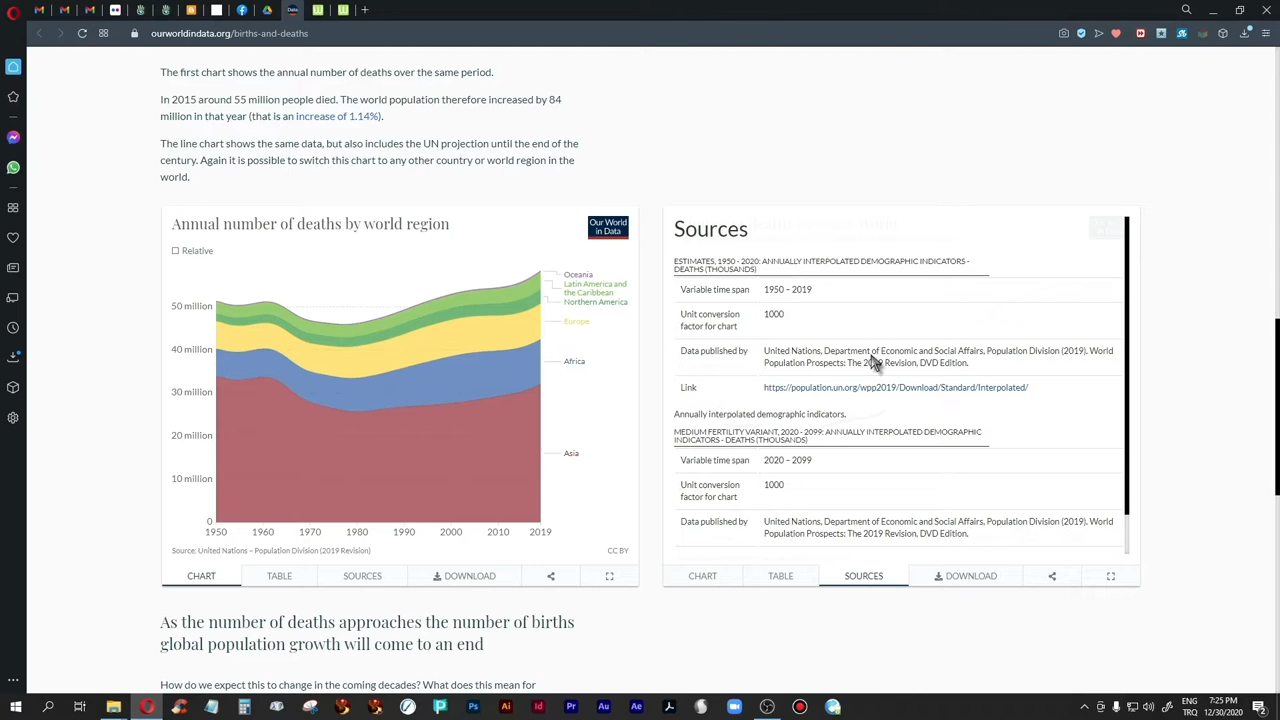 Data
ourworldindata.org/births-and-deaths
The first chart shows the annual number of deaths over the same period.
In 2015 around 55 million people died. The world population therefore increased by 84
million in that year (that is an increase of 1.14%).
The line chart shows the same data, but also includes the UN projection until the end of the
century. Again it is possible to switch this chart to any other country or world region in the
world.
Annual number of deaths by world region
Our World
in Data
Relative
50 million
40 million
30 million
20 million
10 million
0
1950
1960
1970
1980
1990
2000
2010
2019
Oceania
Latin America and
the Caribbean
Northern America
Europe
Africa
Asia
Source: United Nations – Population Division (2019 Revision)
CC BY
CHART
TABLE
SOURCES
DOWNLOAD
Sources
ESTIMATES, 1950 - 2020: ANNUALLY INTERPOLATED DEMOGRAPHIC INDICATORS -
DEATHS (THOUSANDS)
Variable time span
1950 – 2019
Unit conversion
factor for chart
1000
Data published by
United Nations, Department of Economic and Social Affairs, Population Division (2019). World
Population Prospects: The 2019 Revision, DVD Edition.
Link
https://population.un.org/wpp2019/Download/Standard/Interpolated/
Annually interpolated demographic indicators.
MEDIUM FERTILITY VARIANT, 2020 - 2099: ANNUALLY INTERPOLATED DEMOGRAPHIC
INDICATORS - DEATHS (THOUSANDS)
Variable time span
2020 – 2099
Unit conversion
factor for chart
1000
Data published by
United Nations, Department of Economic and Social Affairs, Population Division (2019). World
Population Prospects: The 2019 Revision, DVD Edition.
CHART
TABLE
SOURCES
DOWNLOAD
As the number of deaths approaches the number of births
global population growth will come to an end
How do we expect this to change in the coming decades? What does this mean for
Ps
Ai
Id
Pr
Au
Ae
ENG
TRQ
7:25 PM
12/30/2020